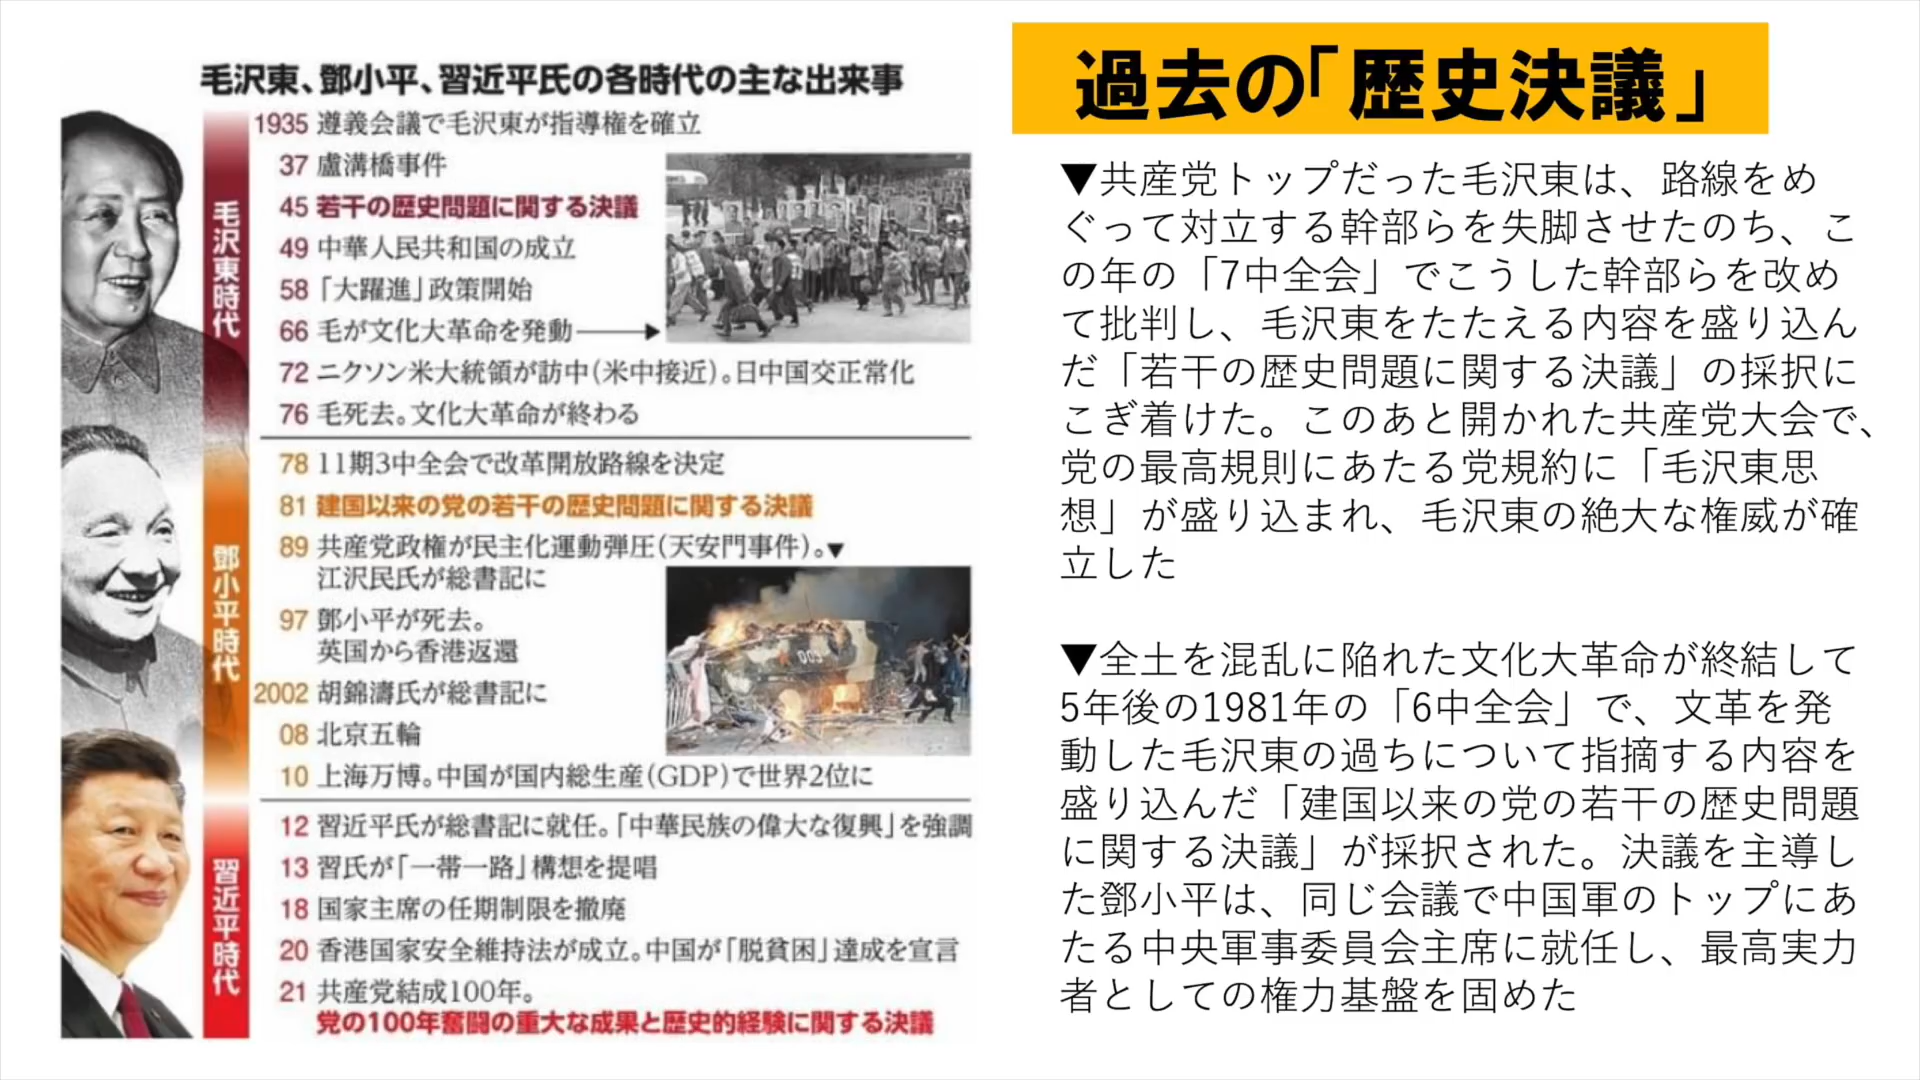 毛沢東、鄧小平、習近平氏の各時代の主な出来事
毛沢東時代
1935 遵義会議で毛沢東が指導権を確立
37 盧溝橋事件
45 若干の歴史問題に関する決議
49 中華人民共和国の成立
58 「大躍進」政策開始
66 毛が文化大革命を発動
72 ニクソン米大統領が訪中(米中接近)。日中国交正常化
76 毛死去。文化大革命が終わる
鄧小平時代
78 11期3中全会で改革開放路線を決定
81 建国以来の党の若干の歴史問題に関する決議
89 共産党政権が民主化運動弾圧(天安門事件)。▼
江沢民氏が総書記に
97 鄧小平が死去。
英国から香港返還
2002 胡錦濤氏が総書記に
08 北京五輪
10 上海万博。中国が国内総生産(GDP)で世界2位に
003
習近平時代
12 習近平氏が総書記に就任。「中華民族の偉大な復興」を強調
13 習氏が「一帯一路」構想を提唱
18 国家主席の任期制限を撤廃
20 香港国家安全維持法が成立。中国が「脱貧困」達成を宣言
21 共産党結成100年。
党の100年奮闘の重大な成果と歴史的経験に関する決議
過去の「歴史決議」
▼共産党トップだった毛沢東は、路線をめ
ぐって対立する幹部らを失脚させたのち、こ
の年の「7中全会」でこうした幹部らを改め
て批判し、毛沢東をたたえる内容を盛り込ん
だ「若干の歴史問題に関する決議」の採択に
こぎ着けた。このあと開かれた共産党大会で、
党の最高規則にあたる党規約に「毛沢東思
想」が盛り込まれ、毛沢東の絶大な権威が確
立した
▼全土を混乱に陥れた文化大革命が終結して
5年後の1981年の「6中全会」で、文革を発
動した毛沢東の過ちについて指摘する内容を
盛り込んだ「建国以来の党の若干の歴史問題
に関する決議」が採択された。決議を主導し
た鄧小平は、同じ会議で中国軍のトップにあ
たる中央軍事委員会主席に就任し、最高実力
者としての権力基盤を固めた